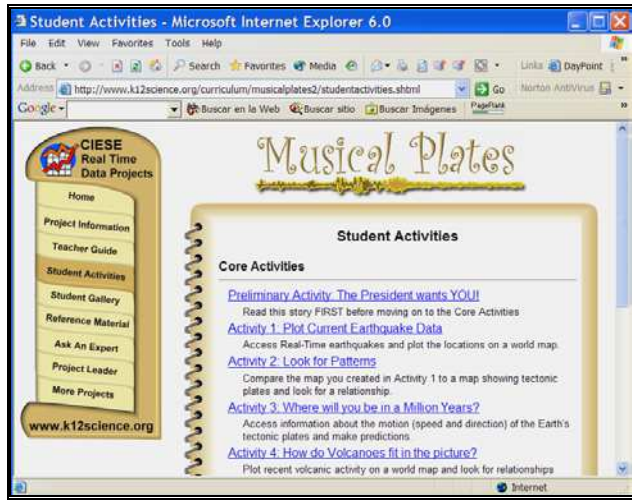 Student Activities - Microsoft Internet Explorer 6.0
File Edit View Favorites Tools Help
Back Search Favorites Media Links DayPoint
Address http://www.k12science.org/curriculum/musicalplates2/studentactivities.shtml Go Norton AntiVirus
Google Buscar en la Web Buscar sitio Buscar Imágenes PageRank
CIESE
Real Time
Data Projects
Home
Project Information
Teacher Guide
Student Activities
Student Gallery
Reference Material
Ask An Expert
Project Leader
More Projects
www.k12science.org
Musical Plates
Student Activities
Core Activities
Preliminary Activity: The President wants YOU!
Read this story FIRST before moving on to the Core Activities
Activity 1: Plot Current Earthquake Data
Access Real-Time earthquakes and plot the locations on a world map.
Activity 2: Look for Patterns
Compare the map you created in Activity 1 to a map showing tectonic
plates and look for a relationship.
Activity 3: Where will you be in a Million Years?
Access information about the motion (speed and direction) of the Earth's
tectonic plates and make predictions
Activity 4: How do Volcanoes fit in the picture?
Plot recent volcanic activity on a world map and look for relationships
Internet